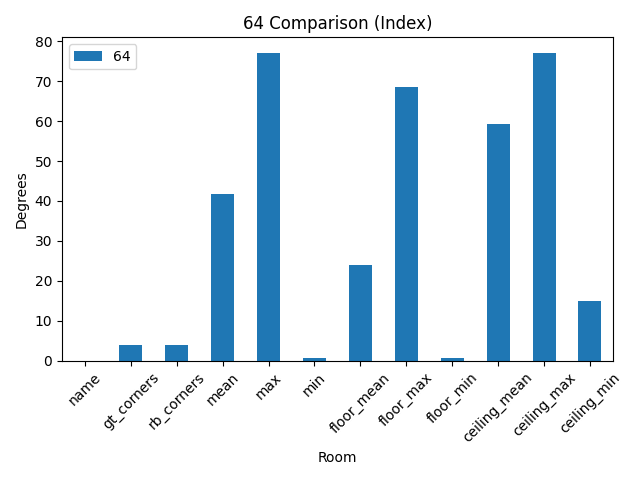 64 Comparison (Index)
64
Degrees
80
70
60
50
40
30
20
10
0
name
gt_corners
rb_corners
mean
max
min
floor_mean
floor_max
floor_min
ceiling_mean
ceiling_max
ceiling_min
Room